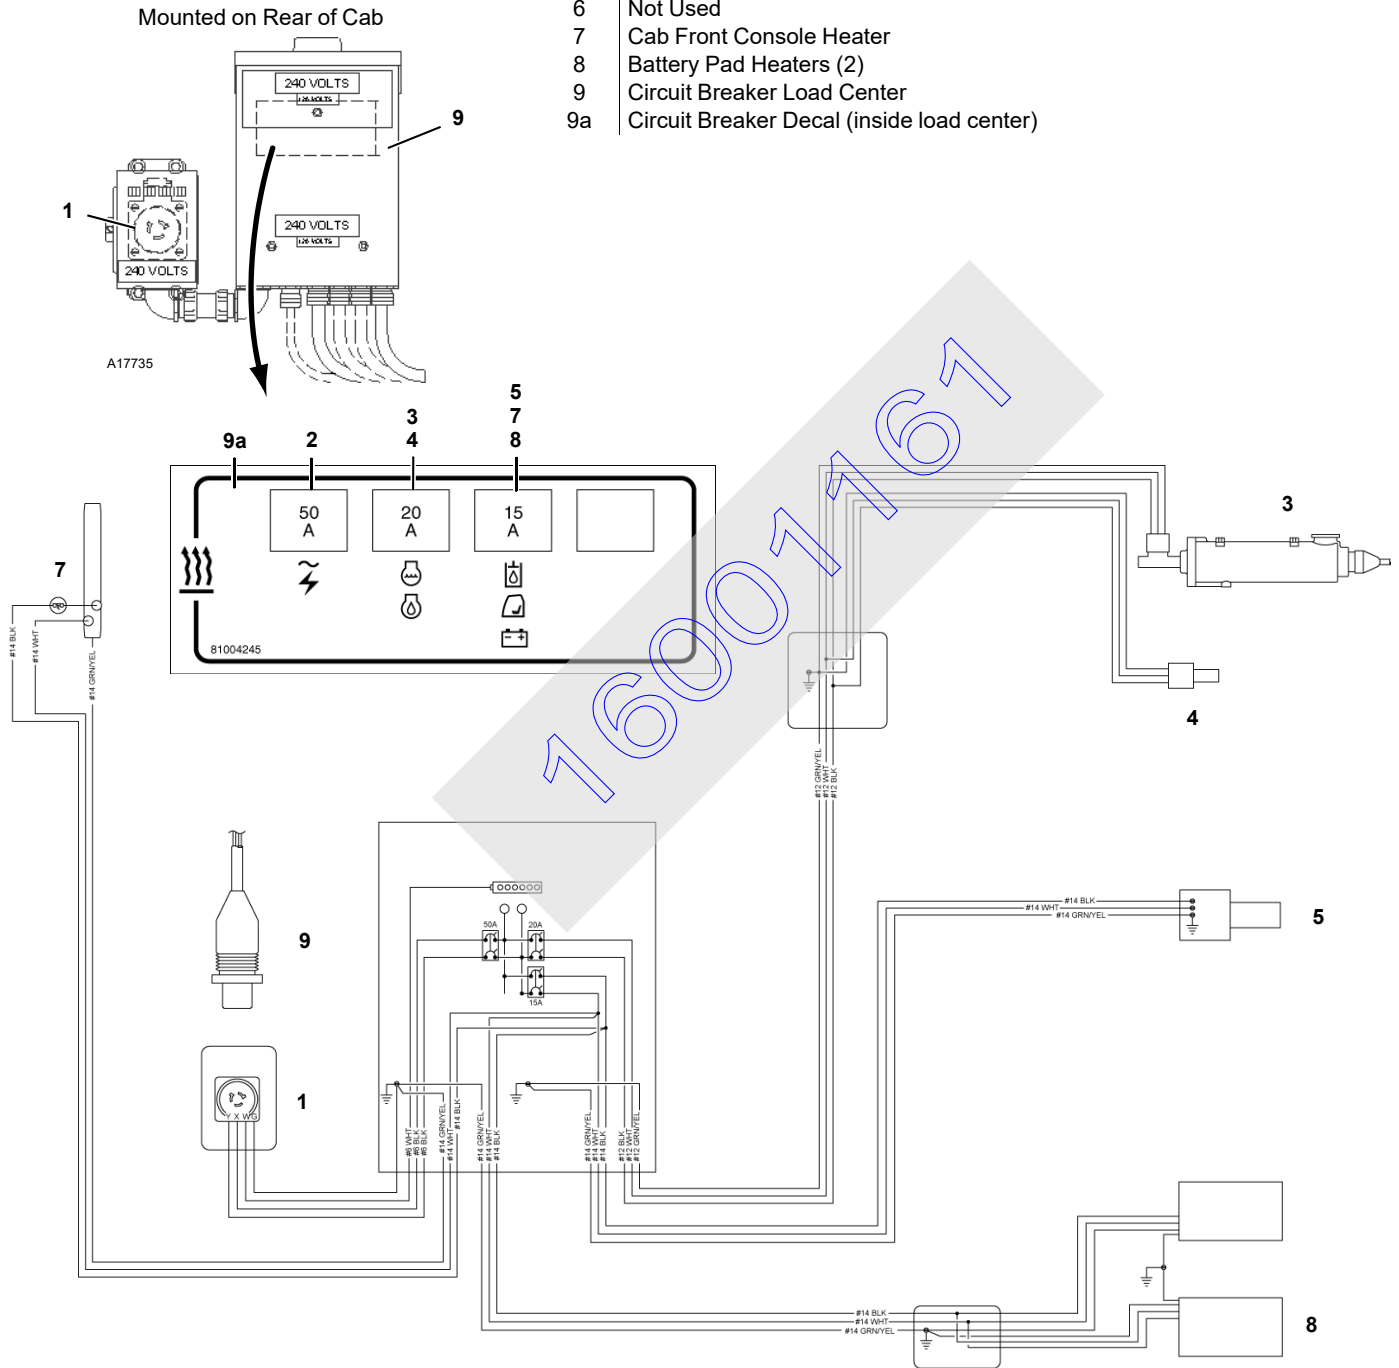 Mounted on Rear of Cab
6 Not Used
7 Cab Front Console Heater
8 Battery Pad Heaters (2)
9 Circuit Breaker Load Center
9a Circuit Breaker Decal (inside load center)
240 VOLTS
9
1
240 VOLTS
240 VOLTS
A17735
5
3 7
9a 2 4 8
50 A
20 A
15 A
81004245
7
3
4
#14 BLK
#14 WHT
#14 GRN/YEL
16001161
#12 GRN/YEL
#12 WHT
#12 BLK
50A
20A
15A
9
#14 BLK
#14 WHT
#14 GRN/YEL
5
1
Y X W G
#6 WHT
#6 BLK
#6 BLK
#14 GRN/YEL
#14 WHT
#14 BLK
#14 GRN/YEL
#14 WHT
#14 BLK
#14 GRN/YEL
#14 WHT
#14 BLK
#12 BLK
#12 WHT
#12 GRN/YEL
#14 BLK
#14 WHT
#14 GRN/YEL
8